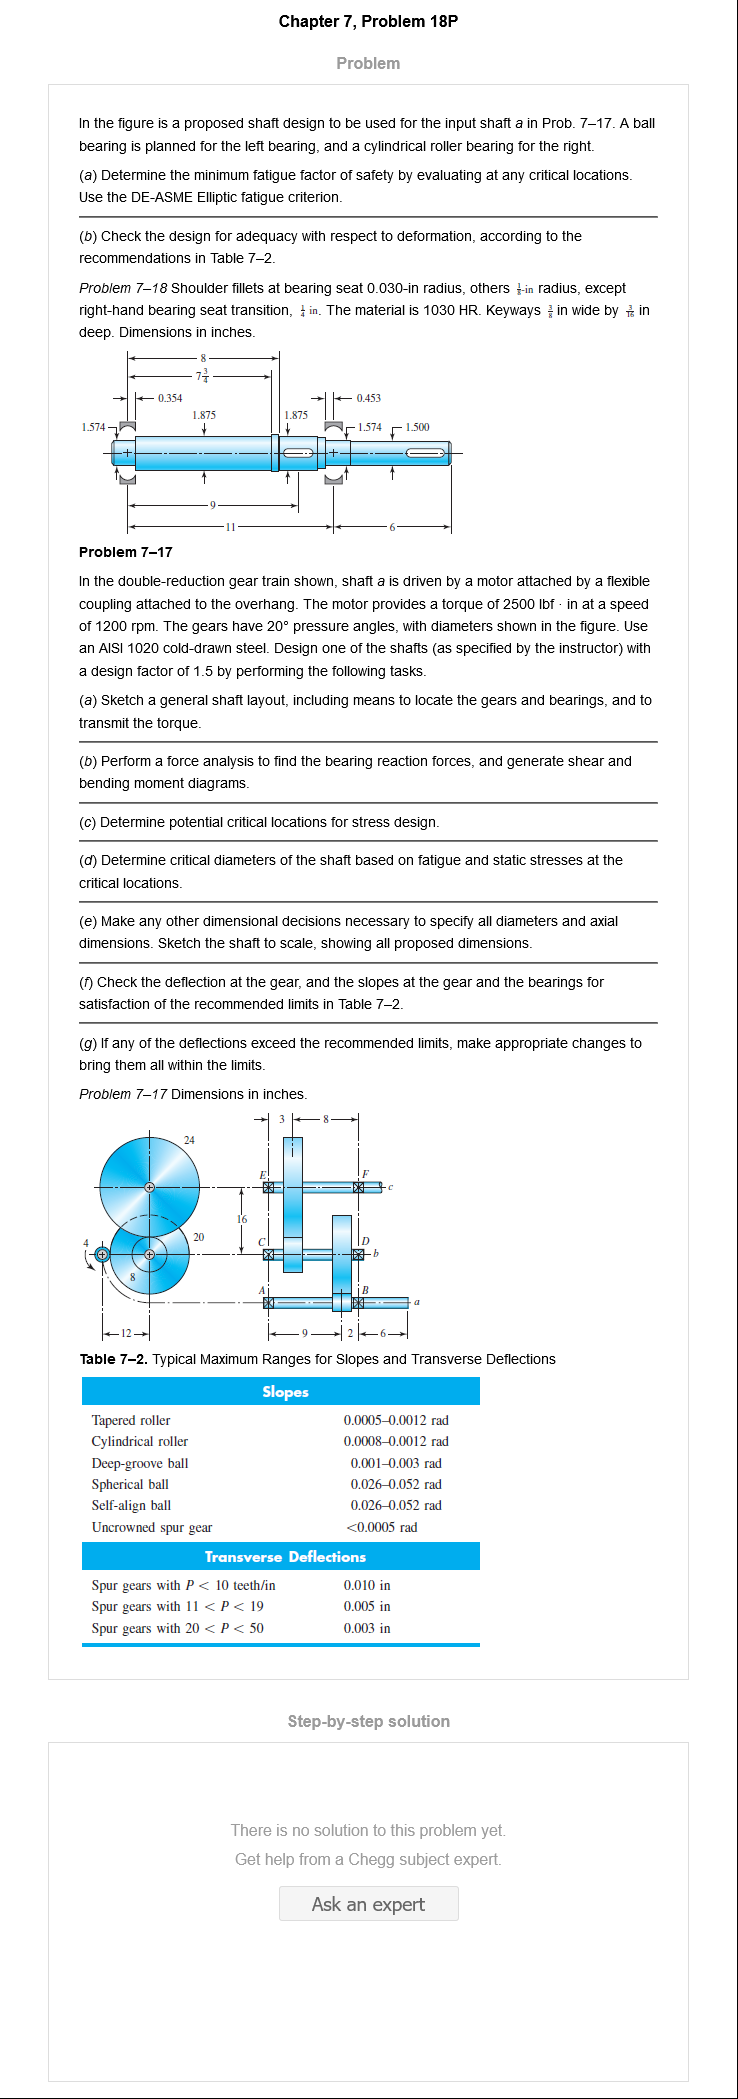 Chapter 7, Problem 18P
Problem
In the figure is a proposed shaft design to be used for the input shaft a in Prob. 7–17. A ball
bearing is planned for the left bearing, and a cylindrical roller bearing for the right.
(a) Determine the minimum fatigue factor of safety by evaluating at any critical locations.
Use the DE-ASME Elliptic fatigue criterion.
(b) Check the design for adequacy with respect to deformation, according to the
recommendations in Table 7–2.
Problem 7–18 Shoulder fillets at bearing seat 0.030-in radius, others 1/8-in radius, except
right-hand bearing seat transition, 1/4 in. The material is 1030 HR. Keyways 3/8 in wide by 3/16 in
deep. Dimensions in inches.
8
7 3/4
0.354
0.453
1.875
1.875
1.574
1.574
1.500
9
11
6
Problem 7–17
In the double-reduction gear train shown, shaft a is driven by a motor attached by a flexible
coupling attached to the overhang. The motor provides a torque of 2500 lbf · in at a speed
of 1200 rpm. The gears have 20° pressure angles, with diameters shown in the figure. Use
an AISI 1020 cold-drawn steel. Design one of the shafts (as specified by the instructor) with
a design factor of 1.5 by performing the following tasks.
(a) Sketch a general shaft layout, including means to locate the gears and bearings, and to
transmit the torque.
(b) Perform a force analysis to find the bearing reaction forces, and generate shear and
bending moment diagrams.
(c) Determine potential critical locations for stress design.
(d) Determine critical diameters of the shaft based on fatigue and static stresses at the
critical locations.
(e) Make any other dimensional decisions necessary to specify all diameters and axial
dimensions. Sketch the shaft to scale, showing all proposed dimensions.
(f) Check the deflection at the gear, and the slopes at the gear and the bearings for
satisfaction of the recommended limits in Table 7–2.
(g) If any of the deflections exceed the recommended limits, make appropriate changes to
bring them all within the limits.
Problem 7–17 Dimensions in inches.
3
8
24
E
F
c
16
20
4
C
D
b
8
A
B
a
12
9
2
6
Table 7–2. Typical Maximum Ranges for Slopes and Transverse Deflections
Slopes
Tapered roller 0.0005–0.0012 rad
Cylindrical roller 0.0008–0.0012 rad
Deep-groove ball 0.001–0.003 rad
Spherical ball 0.026–0.052 rad
Self-align ball 0.026–0.052 rad
Uncrowned spur gear <0.0005 rad
Transverse Deflections
Spur gears with P < 10 teeth/in 0.010 in
Spur gears with 11 < P < 19 0.005 in
Spur gears with 20 < P < 50 0.003 in
Step-by-step solution
There is no solution to this problem yet.
Get help from a Chegg subject expert.
Ask an expert